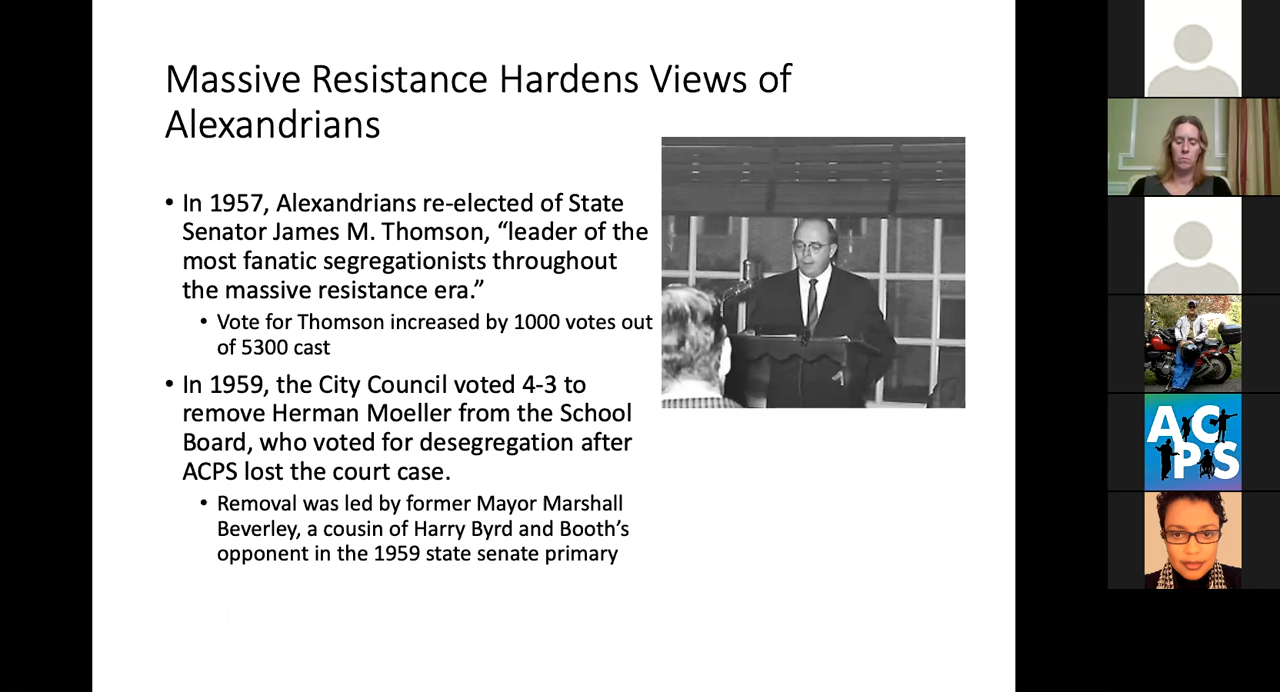 Massive Resistance Hardens Views of
Alexandrians
• In 1957, Alexandrians re-elected of State
Senator James M. Thomson, “leader of the
most fanatic segregationists throughout
the massive resistance era.”
• Vote for Thomson increased by 1000 votes out
of 5300 cast
• In 1959, the City Council voted 4-3 to
remove Herman Moeller from the School
Board, who voted for desegregation after
ACPS lost the court case.
• Removal was led by former Mayor Marshall
Beverley, a cousin of Harry Byrd and Booth’s
opponent in the 1959 state senate primary
AC
PS